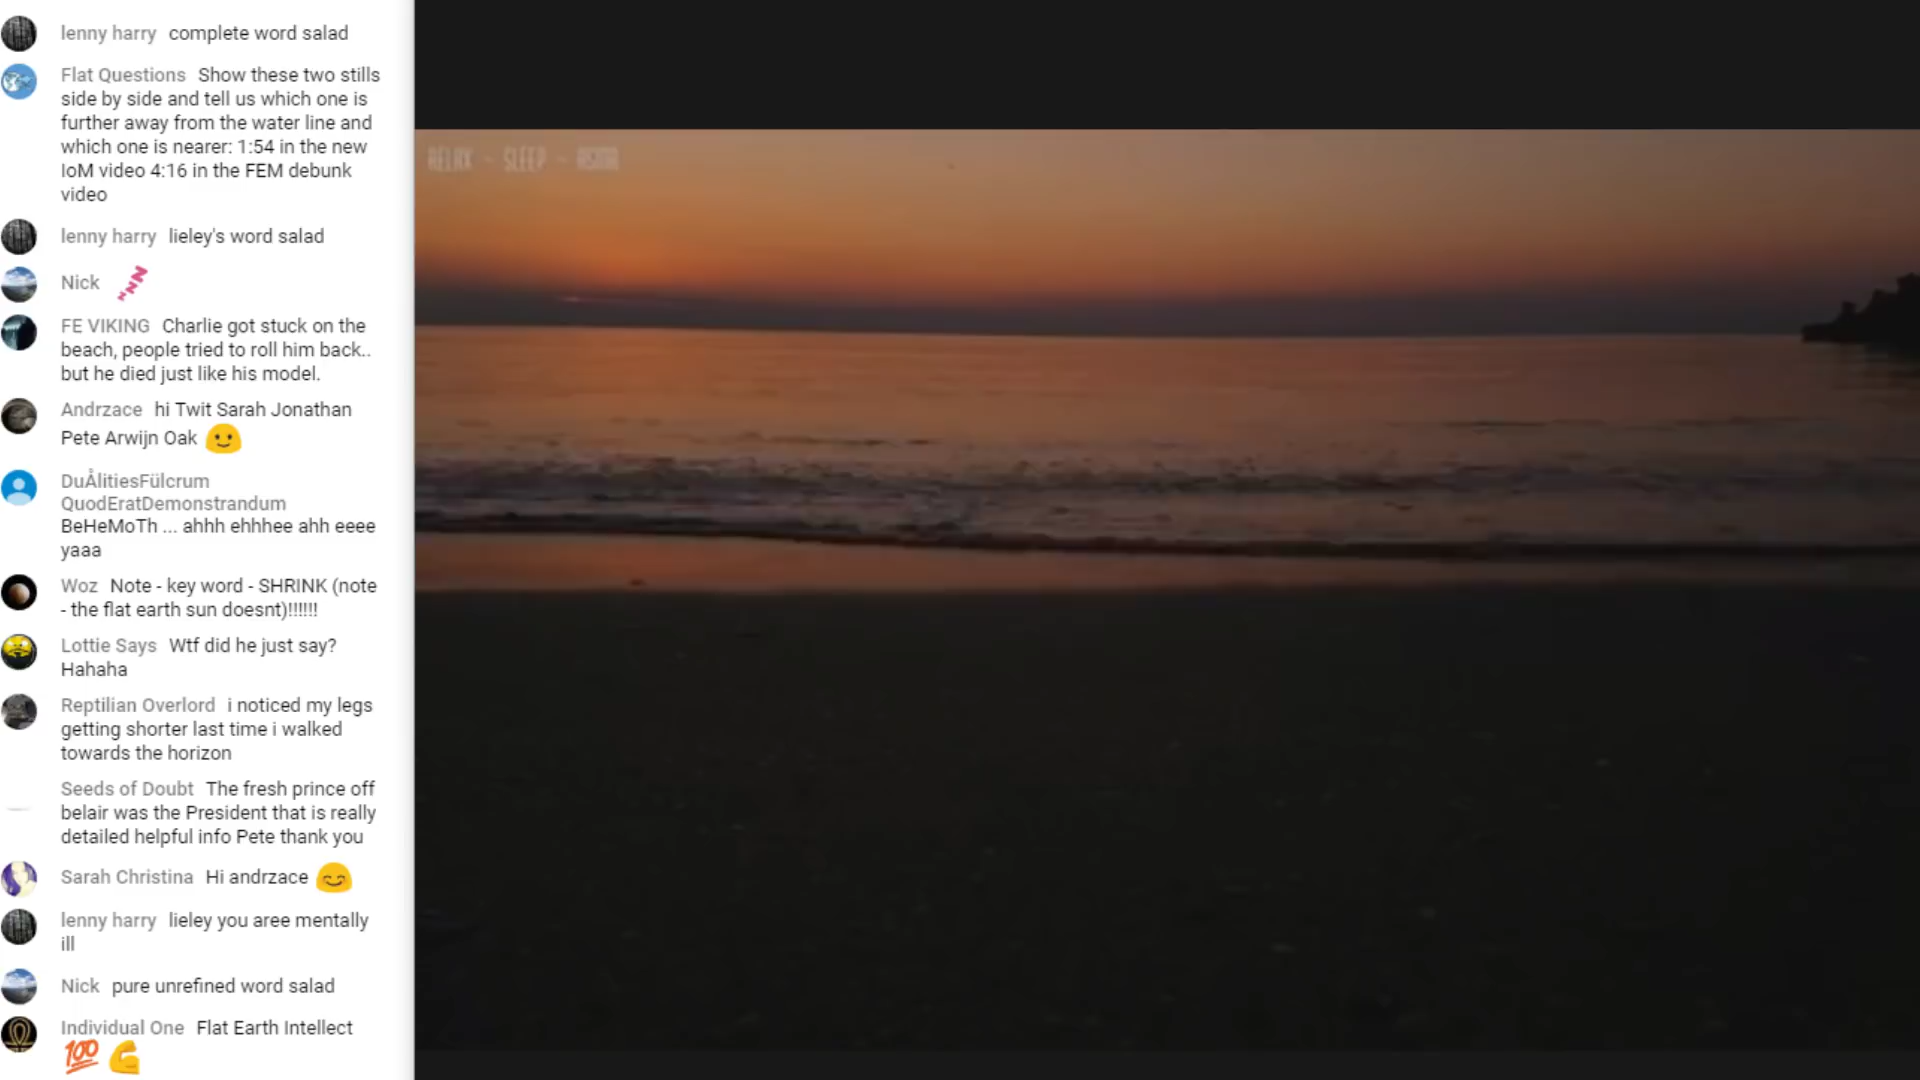 lenny harry complete word salad
Flat Questions Show these two stills
side by side and tell us which one is
further away from the water line and
which one is nearer: 1:54 in the new
IoM video 4:16 in the FEM debunk
video
lenny harry lieley's word salad
Nick
FE VIKING Charlie got stuck on the
beach, people tried to roll him back..
but he died just like his model.
Andrzace hi Twit Sarah Jonathan
Pete Arwijn Oak
DuÅlitiesFülcrum
QuodEratDemonstrandum
BeHeMoTh ... ahhh ehhhee ahh eeee
yaaa
Woz Note - key word - SHRINK (note
- the flat earth sun doesnt)!!!!!!
Lottie Says Wtf did he just say?
Hahaha
Reptilian Overlord i noticed my legs
getting shorter last time i walked
towards the horizon
Seeds of Doubt The fresh prince off
belair was the President that is really
detailed helpful info Pete thank you
Sarah Christina Hi andrzace
lenny harry lieley you aree mentally
ill
Nick pure unrefined word salad
Individual One Flat Earth Intellect
RELAX - SLEEP -